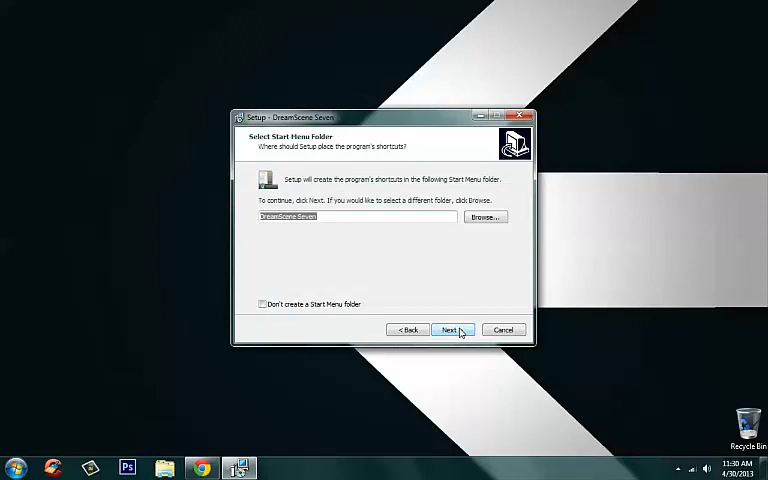 Setup - DreamScene Seven
Select Start Menu Folder
Where should Setup place the program's shortcuts?
Setup will create the program's shortcuts in the following Start Menu folder.
To continue, click Next. If you would like to select a different folder, click Browse.
DreamScene Seven
Browse...
Don't create a Start Menu folder
< Back
Next
Cancel
Recycle Bin
Ps
11:30 AM
4/30/2013